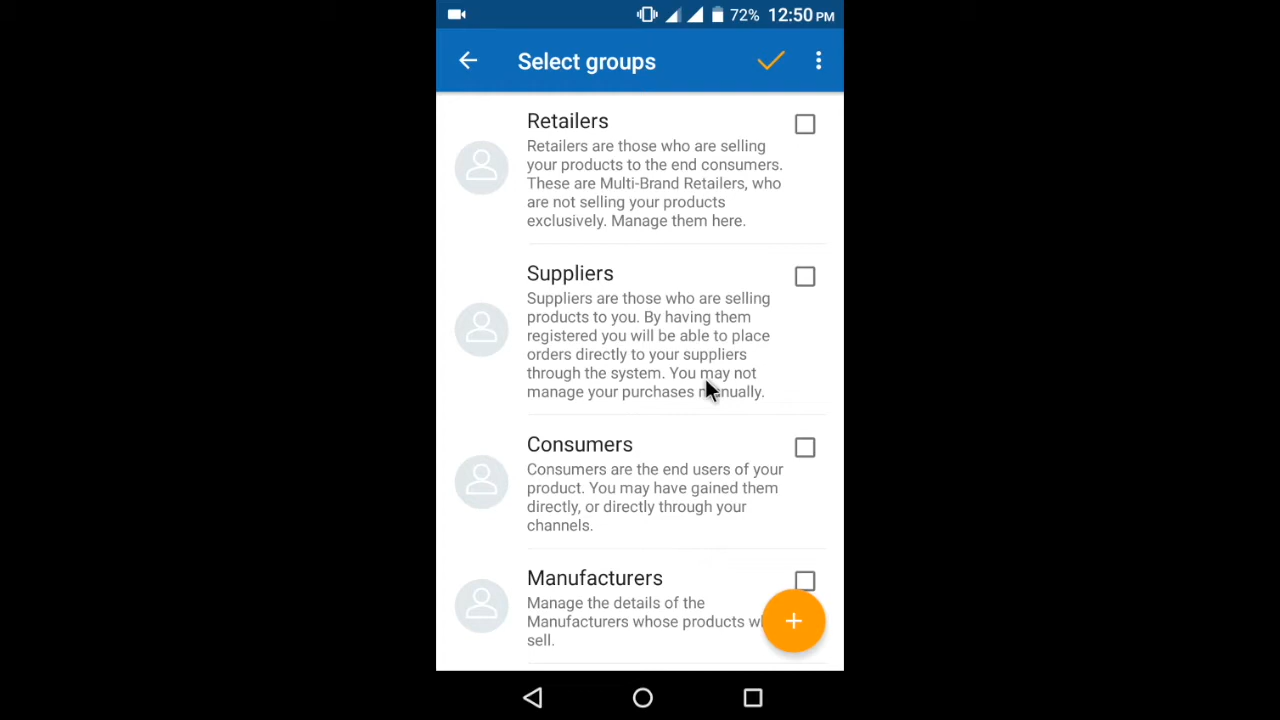 72% 12:50 PM
Select groups
Retailers
Retailers are those who are selling
your products to the end consumers.
These are Multi-Brand Retailers, who
are not selling your products
exclusively. Manage them here.
Suppliers
Suppliers are those who are selling
products to you. By having them
registered you will be able to place
orders directly to your suppliers
through the system. You may not
manage your purchases manually.
Consumers
Consumers are the end users of your
product. You may have gained them
directly, or directly through your
channels.
Manufacturers
Manage the details of the
Manufacturers whose products
sell.